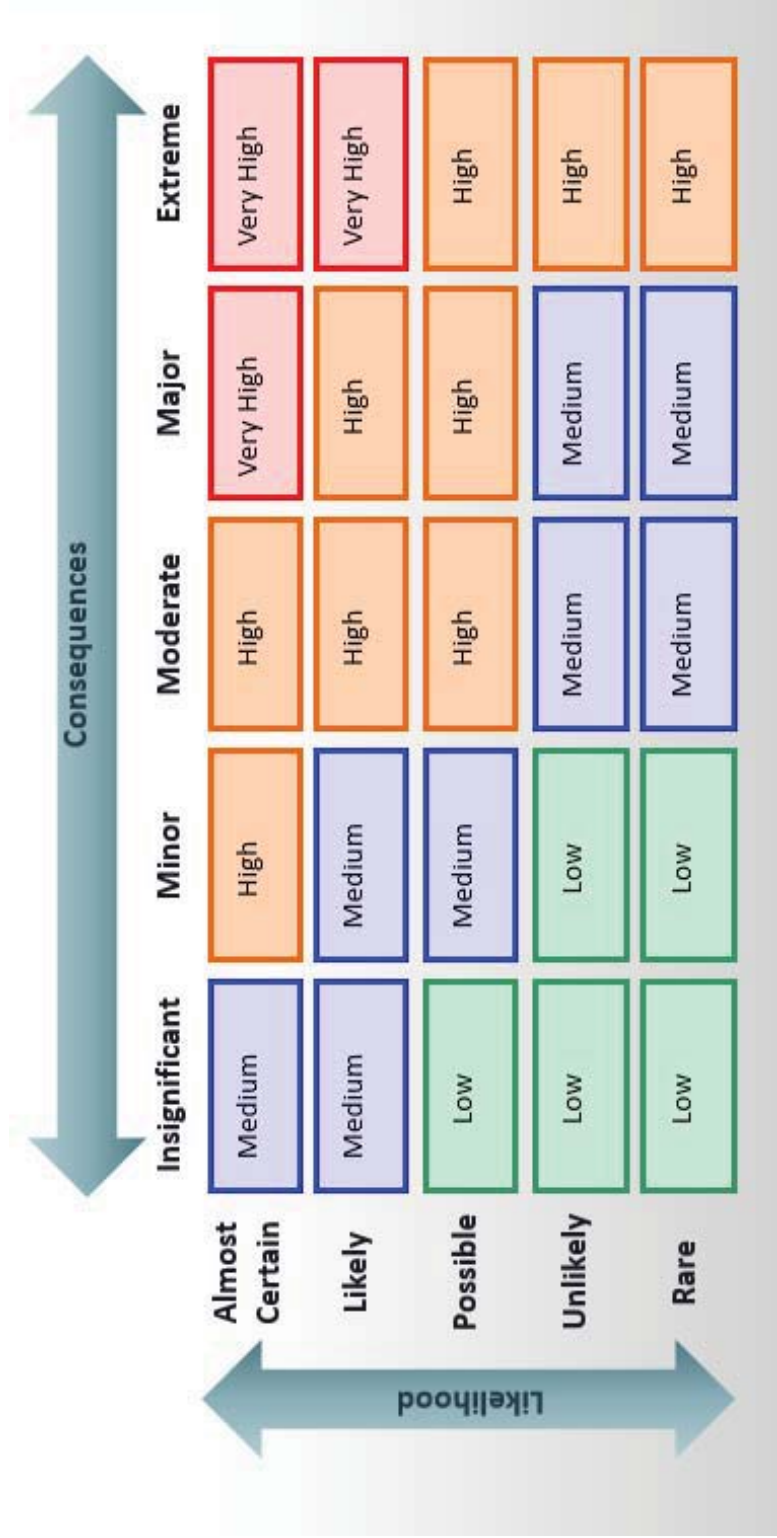 Consequences
Insignificant Minor Moderate Major Extreme
Almost
Certain Medium High High Very High Very High
Likely Medium Medium High High Very High
Possible Low Medium High High High
Unlikely Low Low Medium Medium High
Rare Low Low Medium Medium High
Likelihood